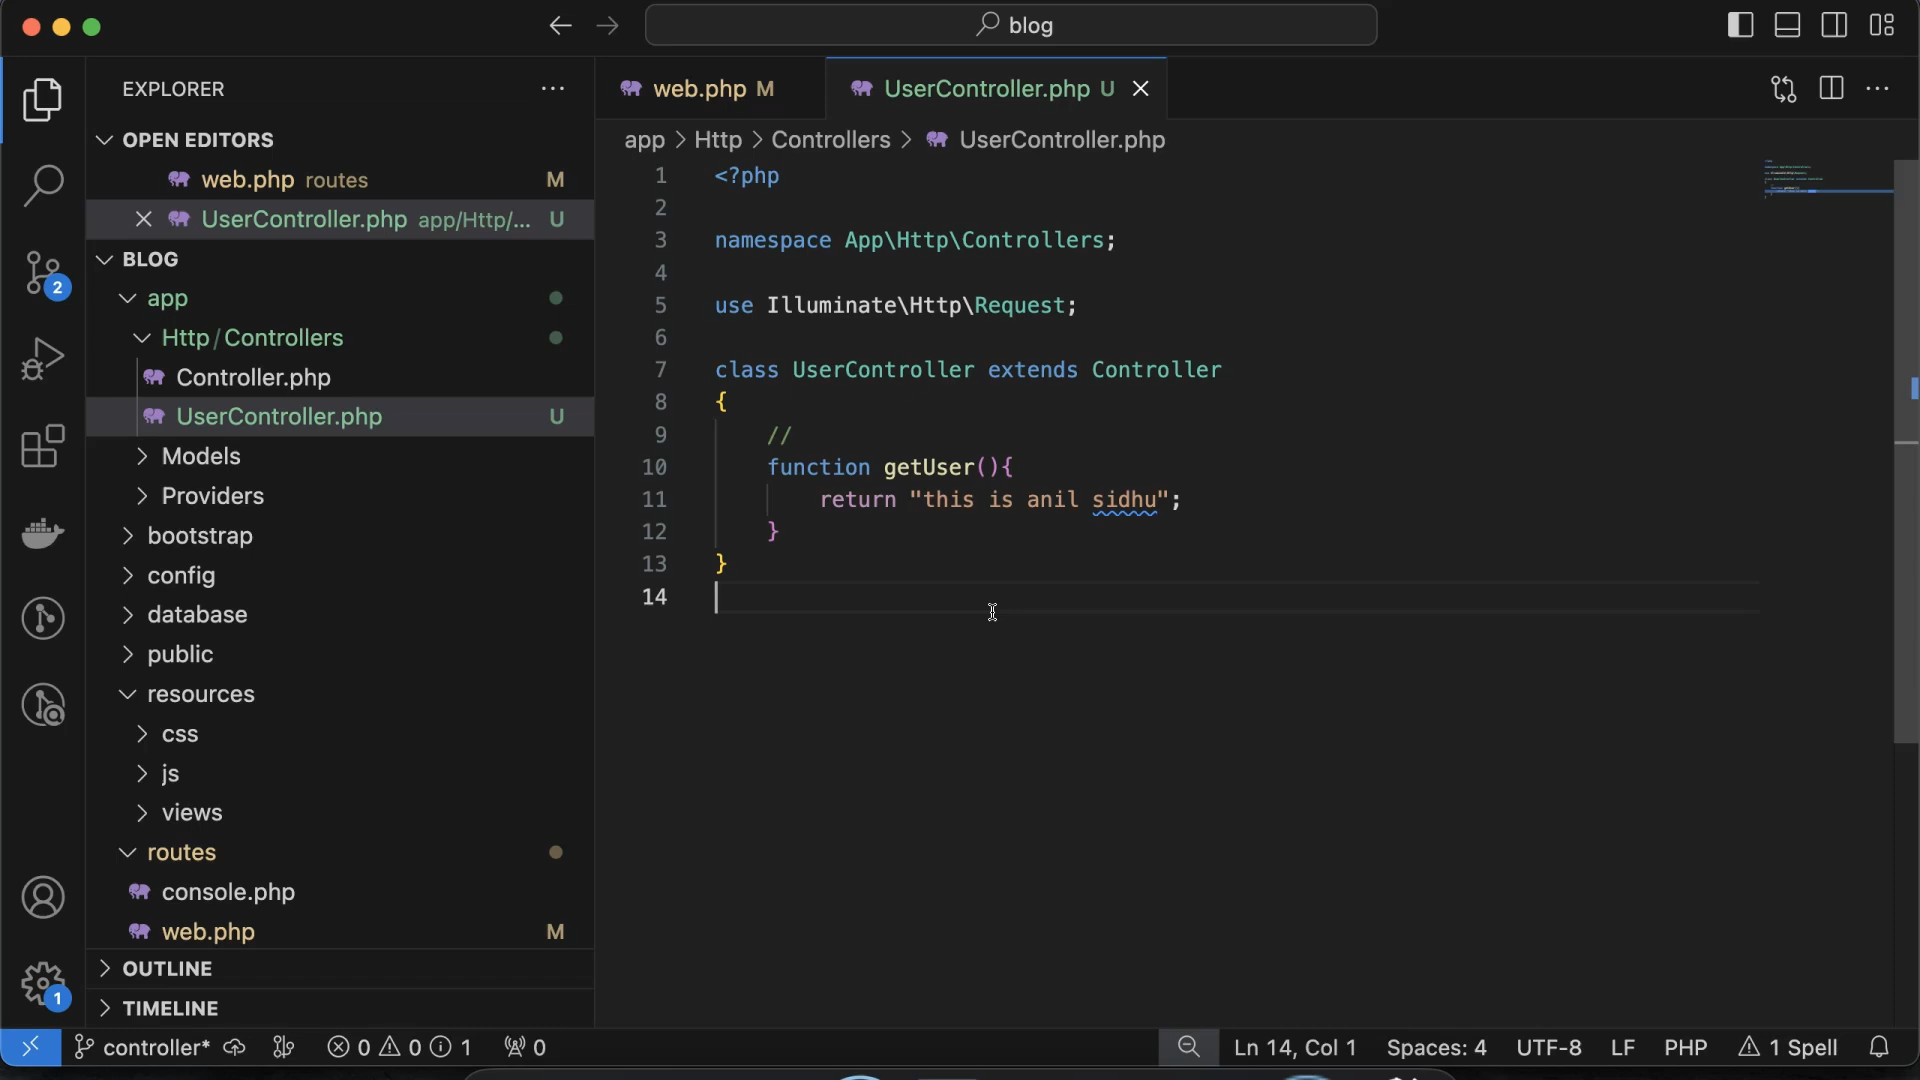 blog
EXPLORER
OPEN EDITORS
web.php routes M
UserController.php app/Http/... U
BLOG
app
Http/Controllers
Controller.php
UserController.php U
Models
Providers
bootstrap
config
database
public
resources
css
js
views
routes
console.php
web.php M
OUTLINE
TIMELINE
web.php M
UserController.php U
app > Http > Controllers > UserController.php
1 <?php
2
3 namespace App\Http\Controllers;
4
5 use Illuminate\Http\Request;
6
7 class UserController extends Controller
8 {
9 //
10 function getUser(){
11 return "this is anil sidhu";
12 }
13 }
14
2
1
controller* 0 0 1 0
Ln 14, Col 1 Spaces: 4 UTF-8 LF PHP 1 Spell